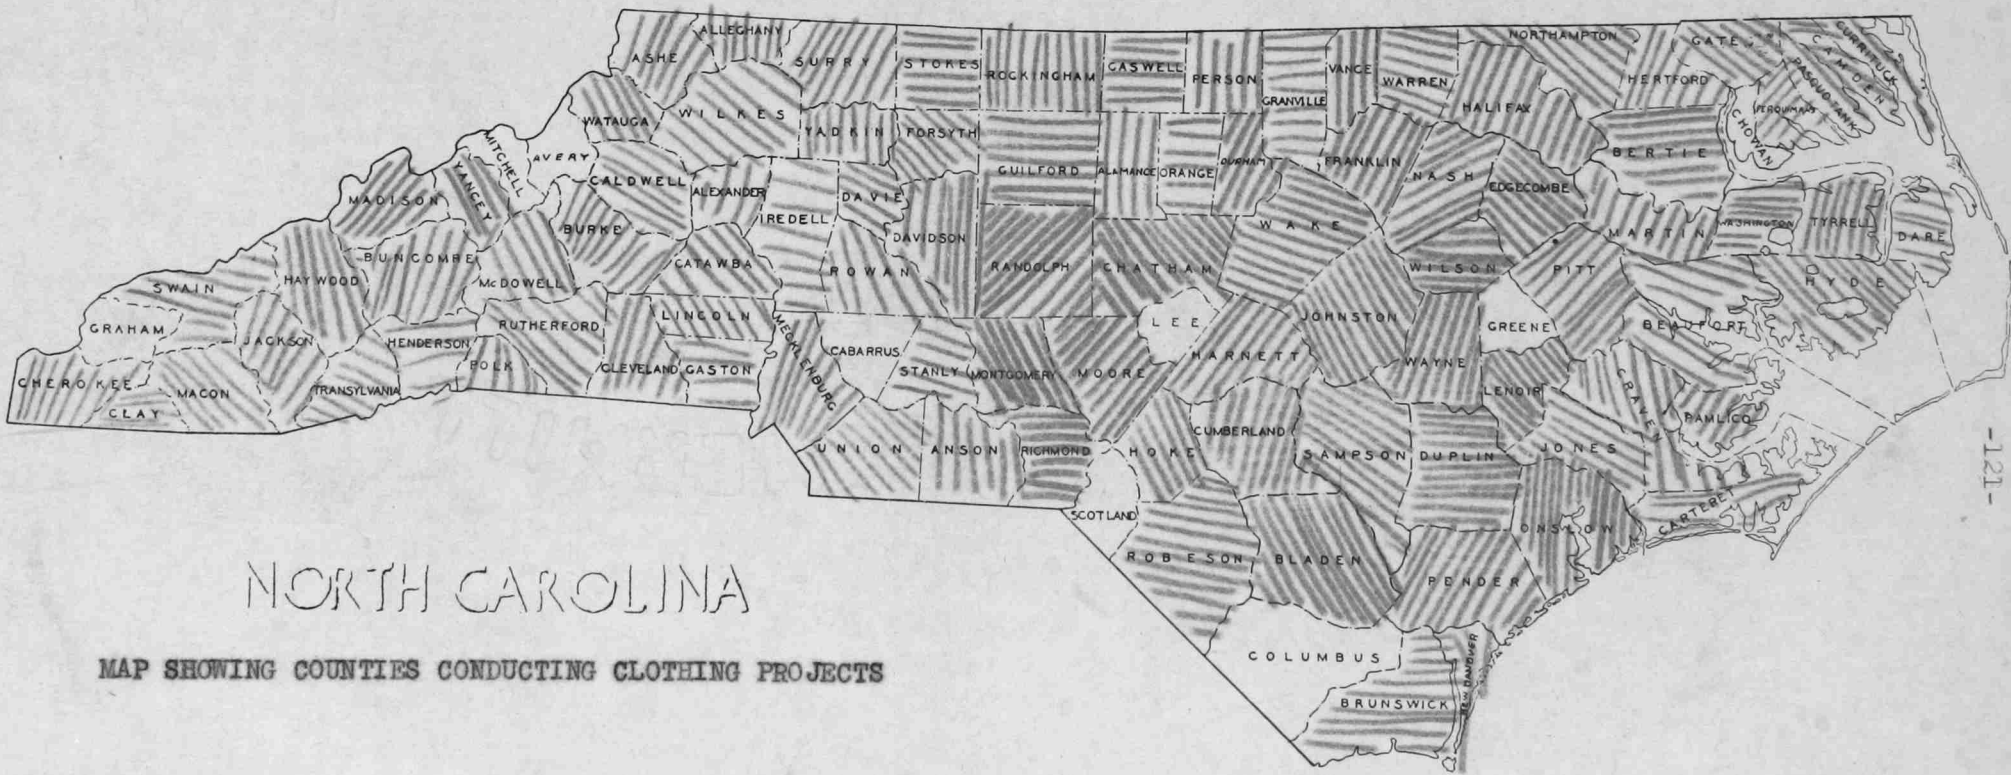 ALLEGHANY
ASHE
SURRY
STOKES
ROCKINGHAM
CASWELL
PERSON
GRANVILLE
VANCE
WARREN
NORTHAMPTON
GATES
CURRITUCK
CAMDEN
PASQUOTANK
PERQUIMANS
HERTFORD
HALIFAX
CHOWAN
WATAUGA
WILKES
YADKIN
FORSYTH
GUILFORD
ALAMANCE
ORANGE
DURHAM
FRANKLIN
NASH
EDGECOMBE
BERTIE
MITCHELL
AVERY
CALDWELL
ALEXANDER
IREDELL
DAVIE
DAVIDSON
RANDOLPH
CHATHAM
WAKE
WILSON
MARTIN
WASHINGTON
TYRRELL
DARE
MADISON
YANCEY
BURKE
CATAWBA
ROWAN
HAYWOOD
BUNCOMBE
McDOWELL
PITT
HYDE
SWAIN
GRAHAM
JACKSON
HENDERSON
RUTHERFORD
LINCOLN
MECKLENBURG
CABARRUS
STANLY
MONTGOMERY
MOORE
LEE
HARNETT
JOHNSTON
WAYNE
GREENE
BEAUFORT
CHEROKEE
CLAY
MACON
TRANSYLVANIA
POLK
CLEVELAND
GASTON
LENOIR
CRAVEN
PAMLICO
UNION
ANSON
RICHMOND
HOKE
CUMBERLAND
SAMPSON
DUPLIN
JONES
SCOTLAND
ROBESON
BLADEN
PENDER
ONSLOW
CARTERET
COLUMBUS
BRUNSWICK
NEW HANOVER
NORTH CAROLINA
MAP SHOWING COUNTIES CONDUCTING CLOTHING PROJECTS
-121-